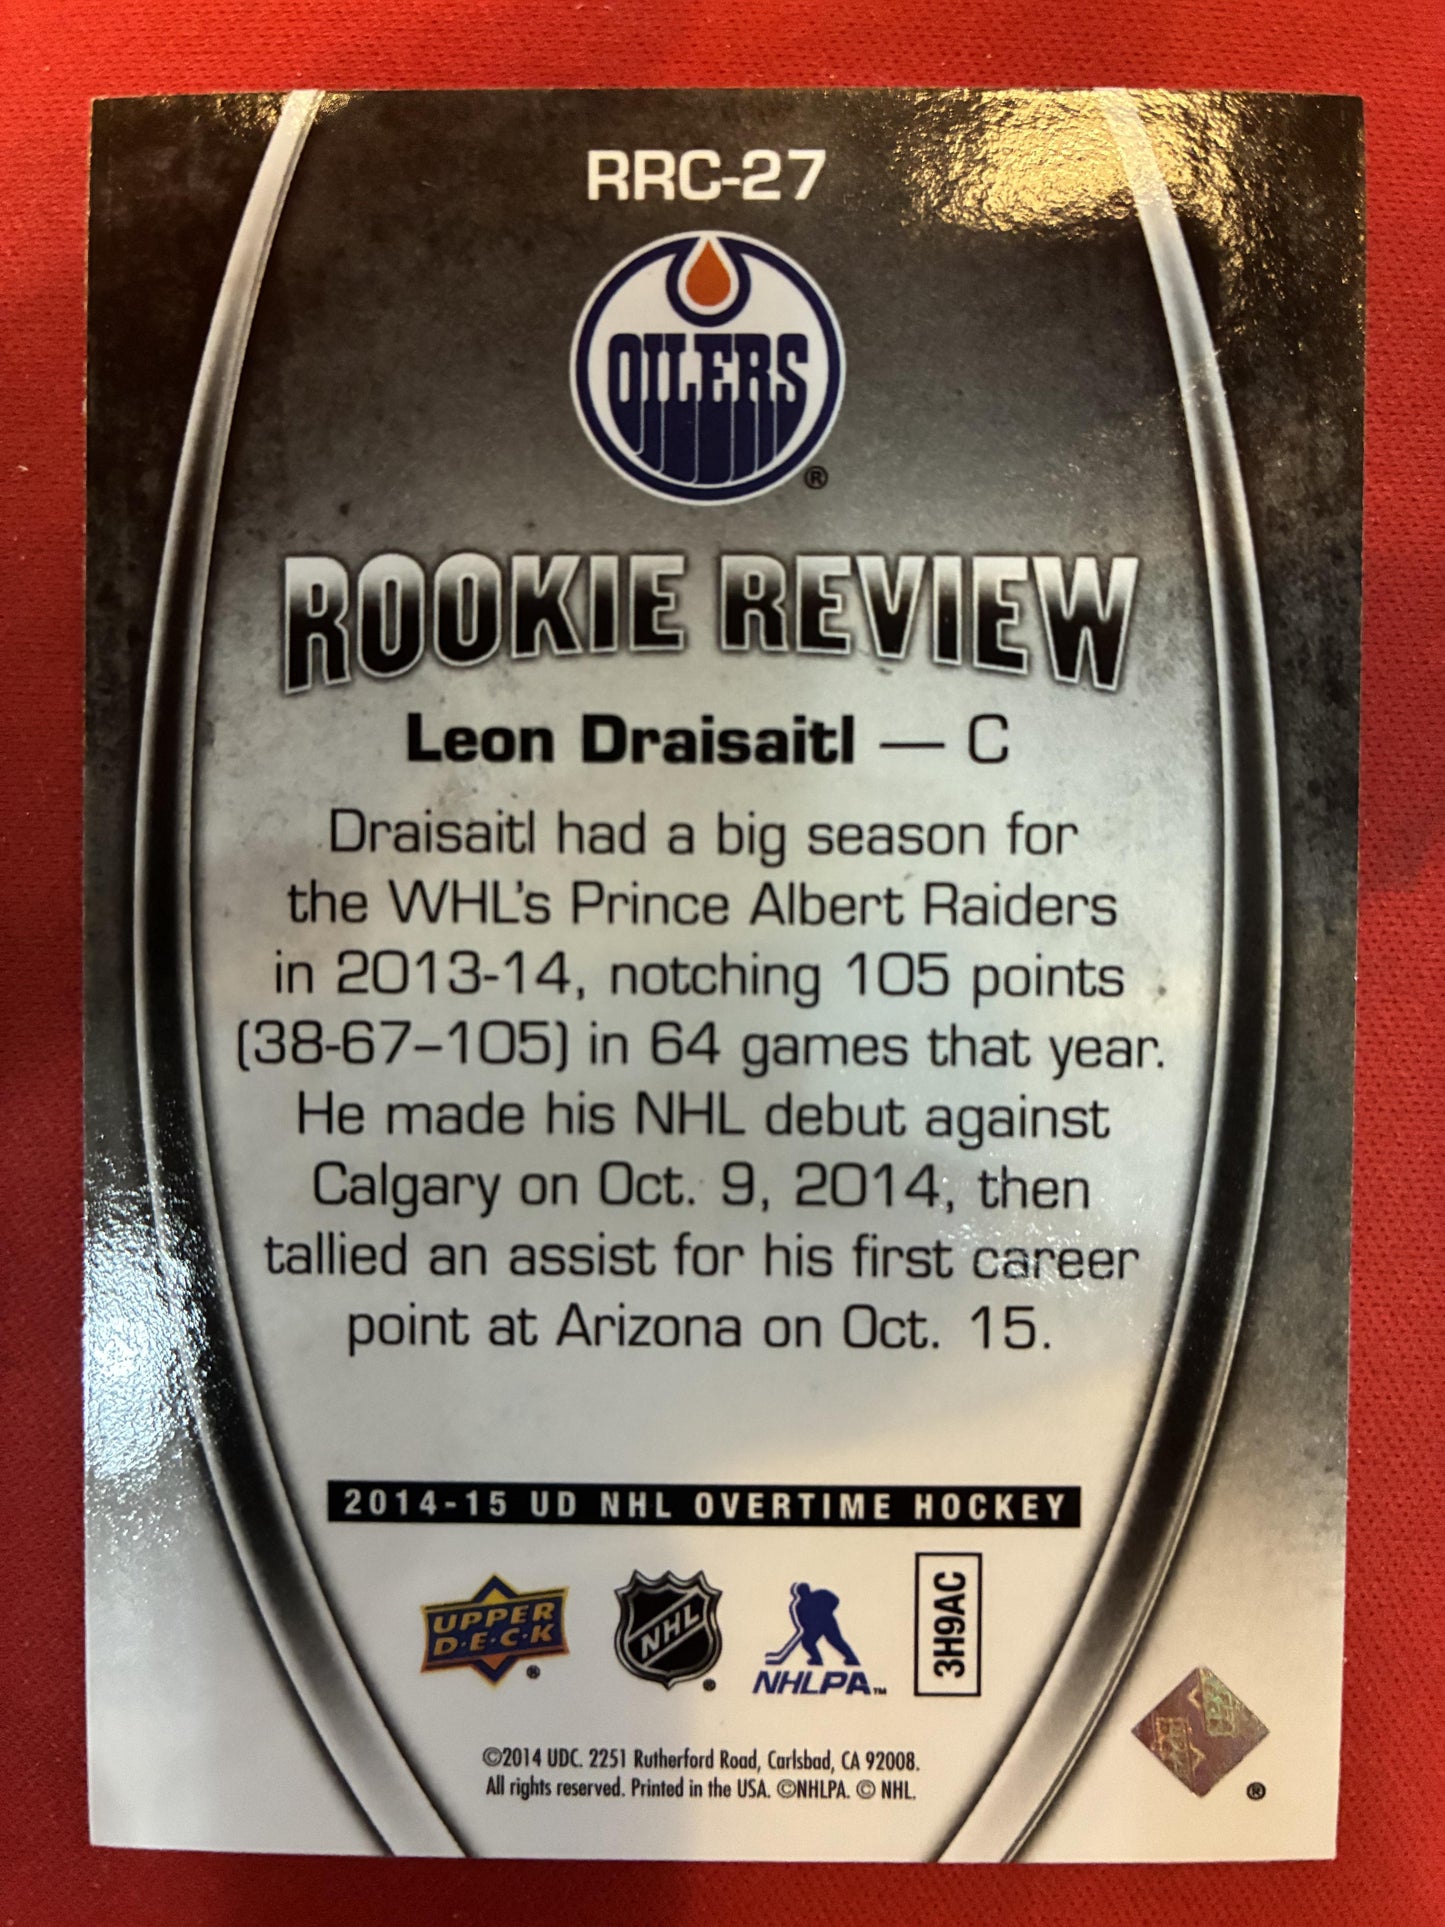 RRC-27
OILERS
®
ROOKIE REVIEW
Leon Draisaitl — C
Draisaitl had a big season for
the WHL's Prince Albert Raiders
in 2013-14, notching 105 points
(38-67–105) in 64 games that year.
He made his NHL debut against
Calgary on Oct. 9, 2014, then
tallied an assist for his first career
point at Arizona on Oct. 15.
2014-15 UD NHL OVERTIME HOCKEY
UPPER
D·E·C·K
®
NHL
®
NHLPA™
3H9AC
©2014 UDC. 2251 Rutherford Road, Carlsbad, CA 92008.
All rights reserved. Printed in the USA. ©NHLPA. © NHL.
®